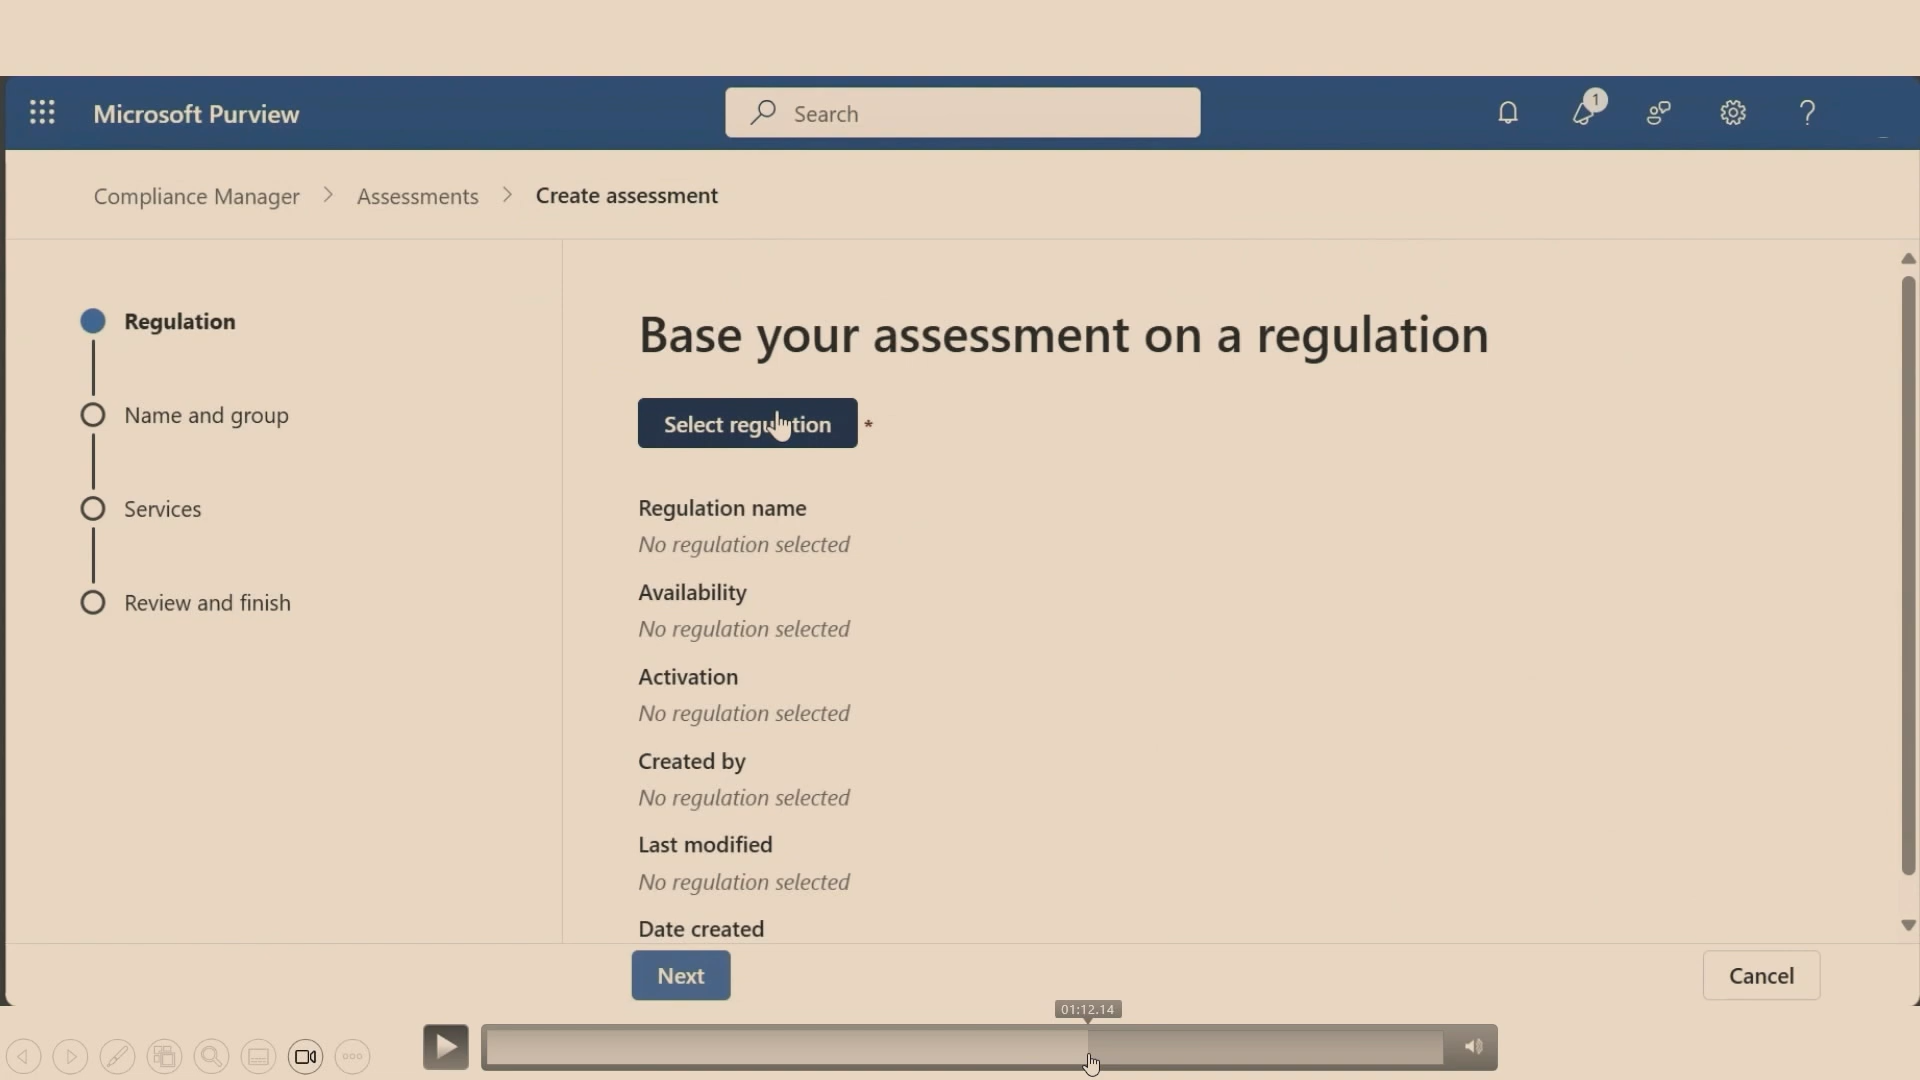 Microsoft Purview
Search
1
Compliance Manager
Assessments
Create assessment
Regulation
Name and group
Services
Review and finish
Base your assessment on a regulation
Select regulation *
Regulation name
No regulation selected
Availability
No regulation selected
Activation
No regulation selected
Created by
No regulation selected
Last modified
No regulation selected
Date created
Next
Cancel
01:12.14